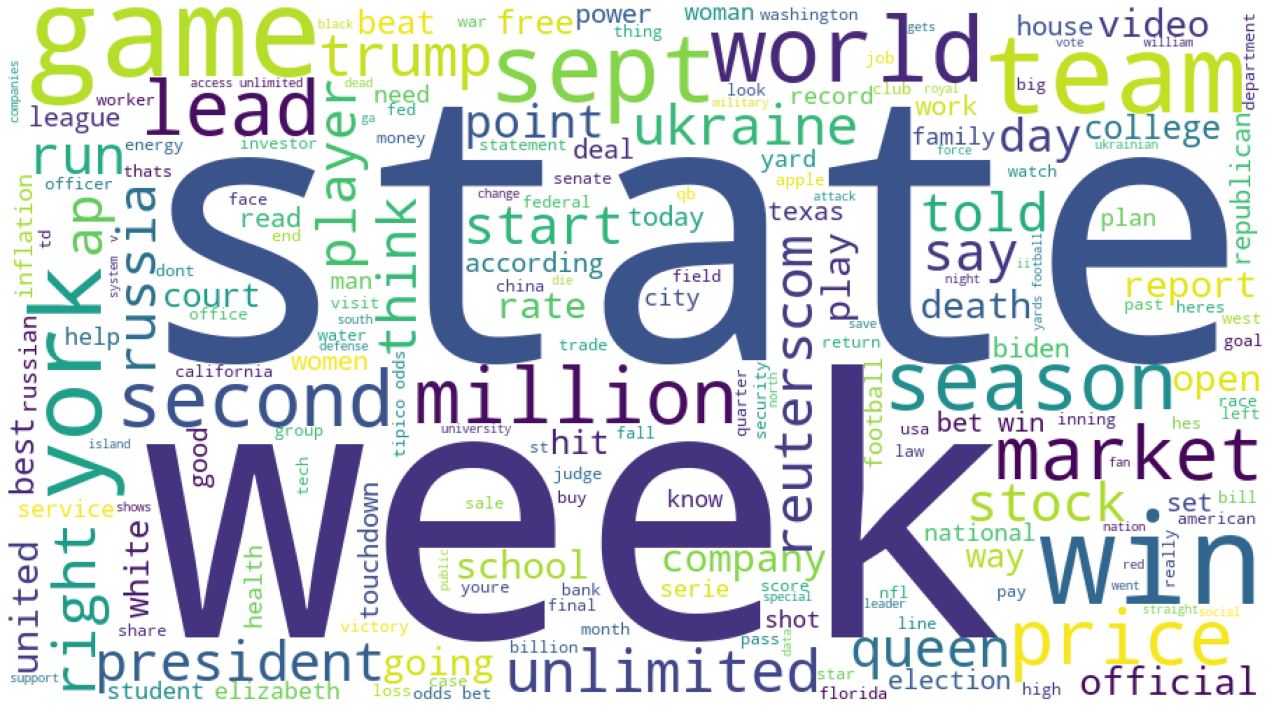 game
black
trump
beat
war
free
sept
power
thing
woman
washington
world
gets
job
vote
house
video
william
team
department
companies
league
worker
access unlimited
lead
dead
need
fed
player
point
look
military
ukraine
record
club
royal
work
big
family
day
college
ukrainian
republican
run
energy
investor
ga
money
statement
deal
yard
force
watch
officer
thats
state
senate
apple
attack
inflation
td
york
ap
system
v.
russia
face
read
end
think
change
federal
qb
start
today
texas
told
plan
dont
man
according
field
reuterscom
play
say
night
ii
yards football
court
visit
china
die
rate
city
death
report
past
heres
west
office
water
south
help
defense
women
trade
save
return
biden
goal
russian
best
california
second
million
quarter
security
north
football
season
open
race
left
island
group
tipico odds
university
hit
fall
st
usa
bet win
inning
hes
law
good
tech
week
judge
buy
know
market
fan
service
shows
right
white
touchdown
sale
stock
set
bill
american
nation
national
win
united
health
public
school
company
way
red
went
really
youre
bank
serie
score
special
nfl
leader
pay
straight
social
share
victory
final
month
shot
pass
data
line
queen
price
support
president
going
case
billion
unlimited
star
election
student
elizabeth
loss
odds bet
florida
high
official